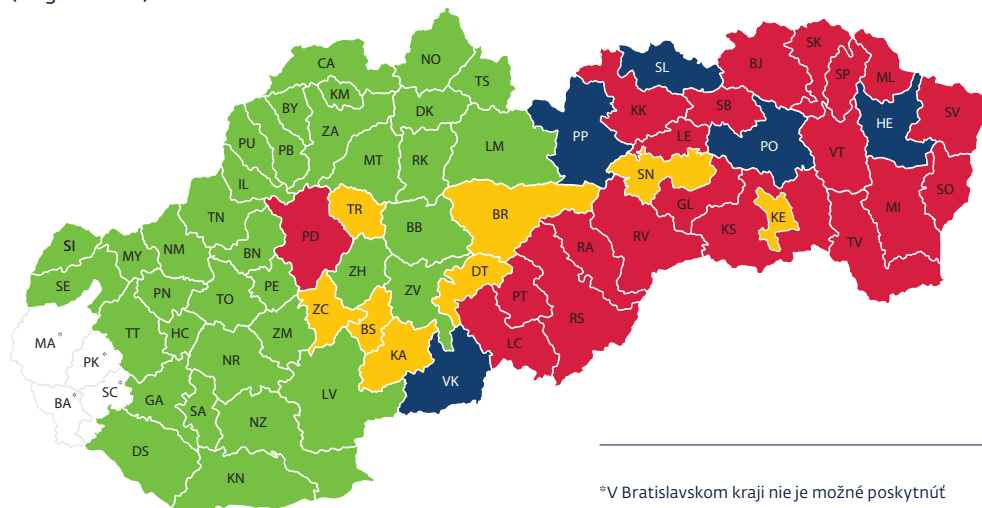 CA
NO
TS
SL
BJ
SK
SP
ML
SV
KM
BY
DK
KK
SB
HE
ZA
PU
PB
MT
RK
LM
PP
LE
PO
VT
IL
SN
SO
TR
BR
GL
KE
MI
TN
PD
BB
RA
RV
KS
TV
SI
MY
NM
BN
ZH
DT
SE
PN
TO
PE
ZV
PT
RS
ZC
BS
TT
HC
ZM
KA
LC
MA*
PK*
NR
VK
SC*
BA*
GA
SA
LV
NZ
DS
KN
*V Bratislavskom kraji nie je možné poskytnúť